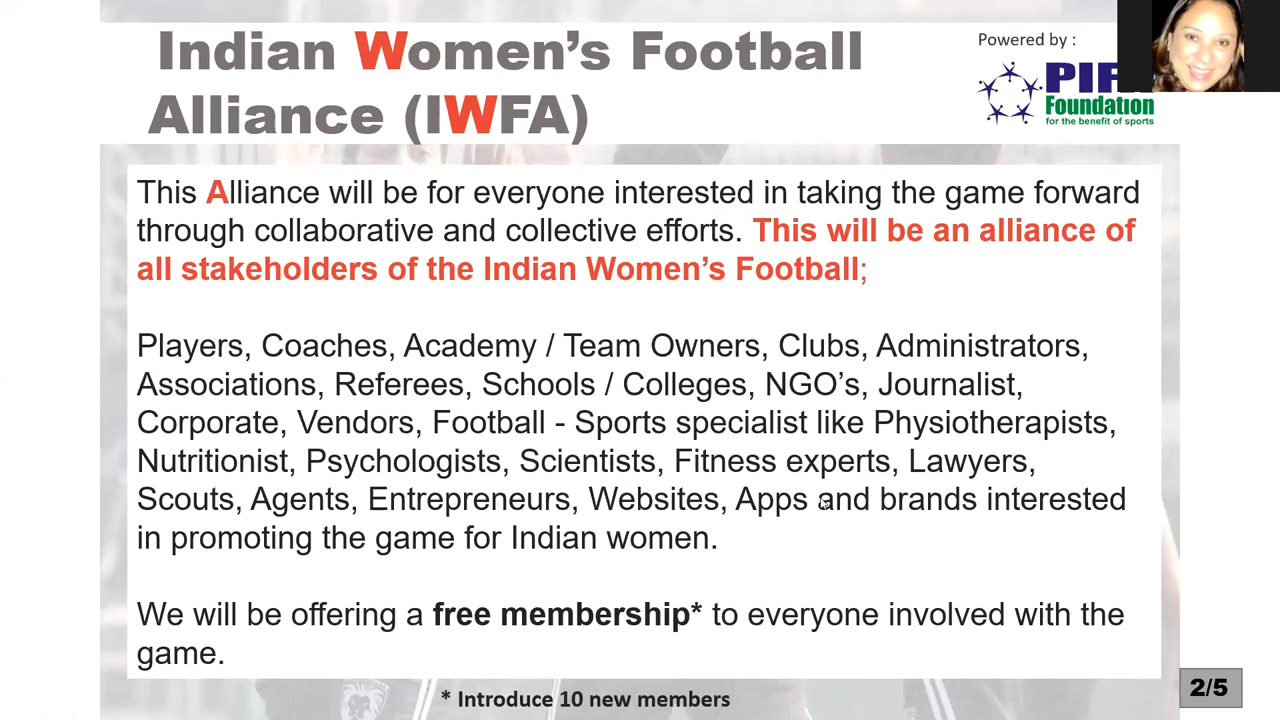 Indian Women's Football
Alliance (IWFA)
Powered by :
Foundation
for the benefit of sports
This Alliance will be for everyone interested in taking the game forward
through collaborative and collective efforts. This will be an alliance of
all stakeholders of the Indian Women's Football;
Players, Coaches, Academy / Team Owners, Clubs, Administrators,
Associations, Referees, Schools / Colleges, NGO's, Journalist,
Corporate, Vendors, Football - Sports specialist like Physiotherapists,
Nutritionist, Psychologists, Scientists, Fitness experts, Lawyers,
Scouts, Agents, Entrepreneurs, Websites, Apps and brands interested
in promoting the game for Indian women.
We will be offering a free membership* to everyone involved with the
game.
* Introduce 10 new members
2/5